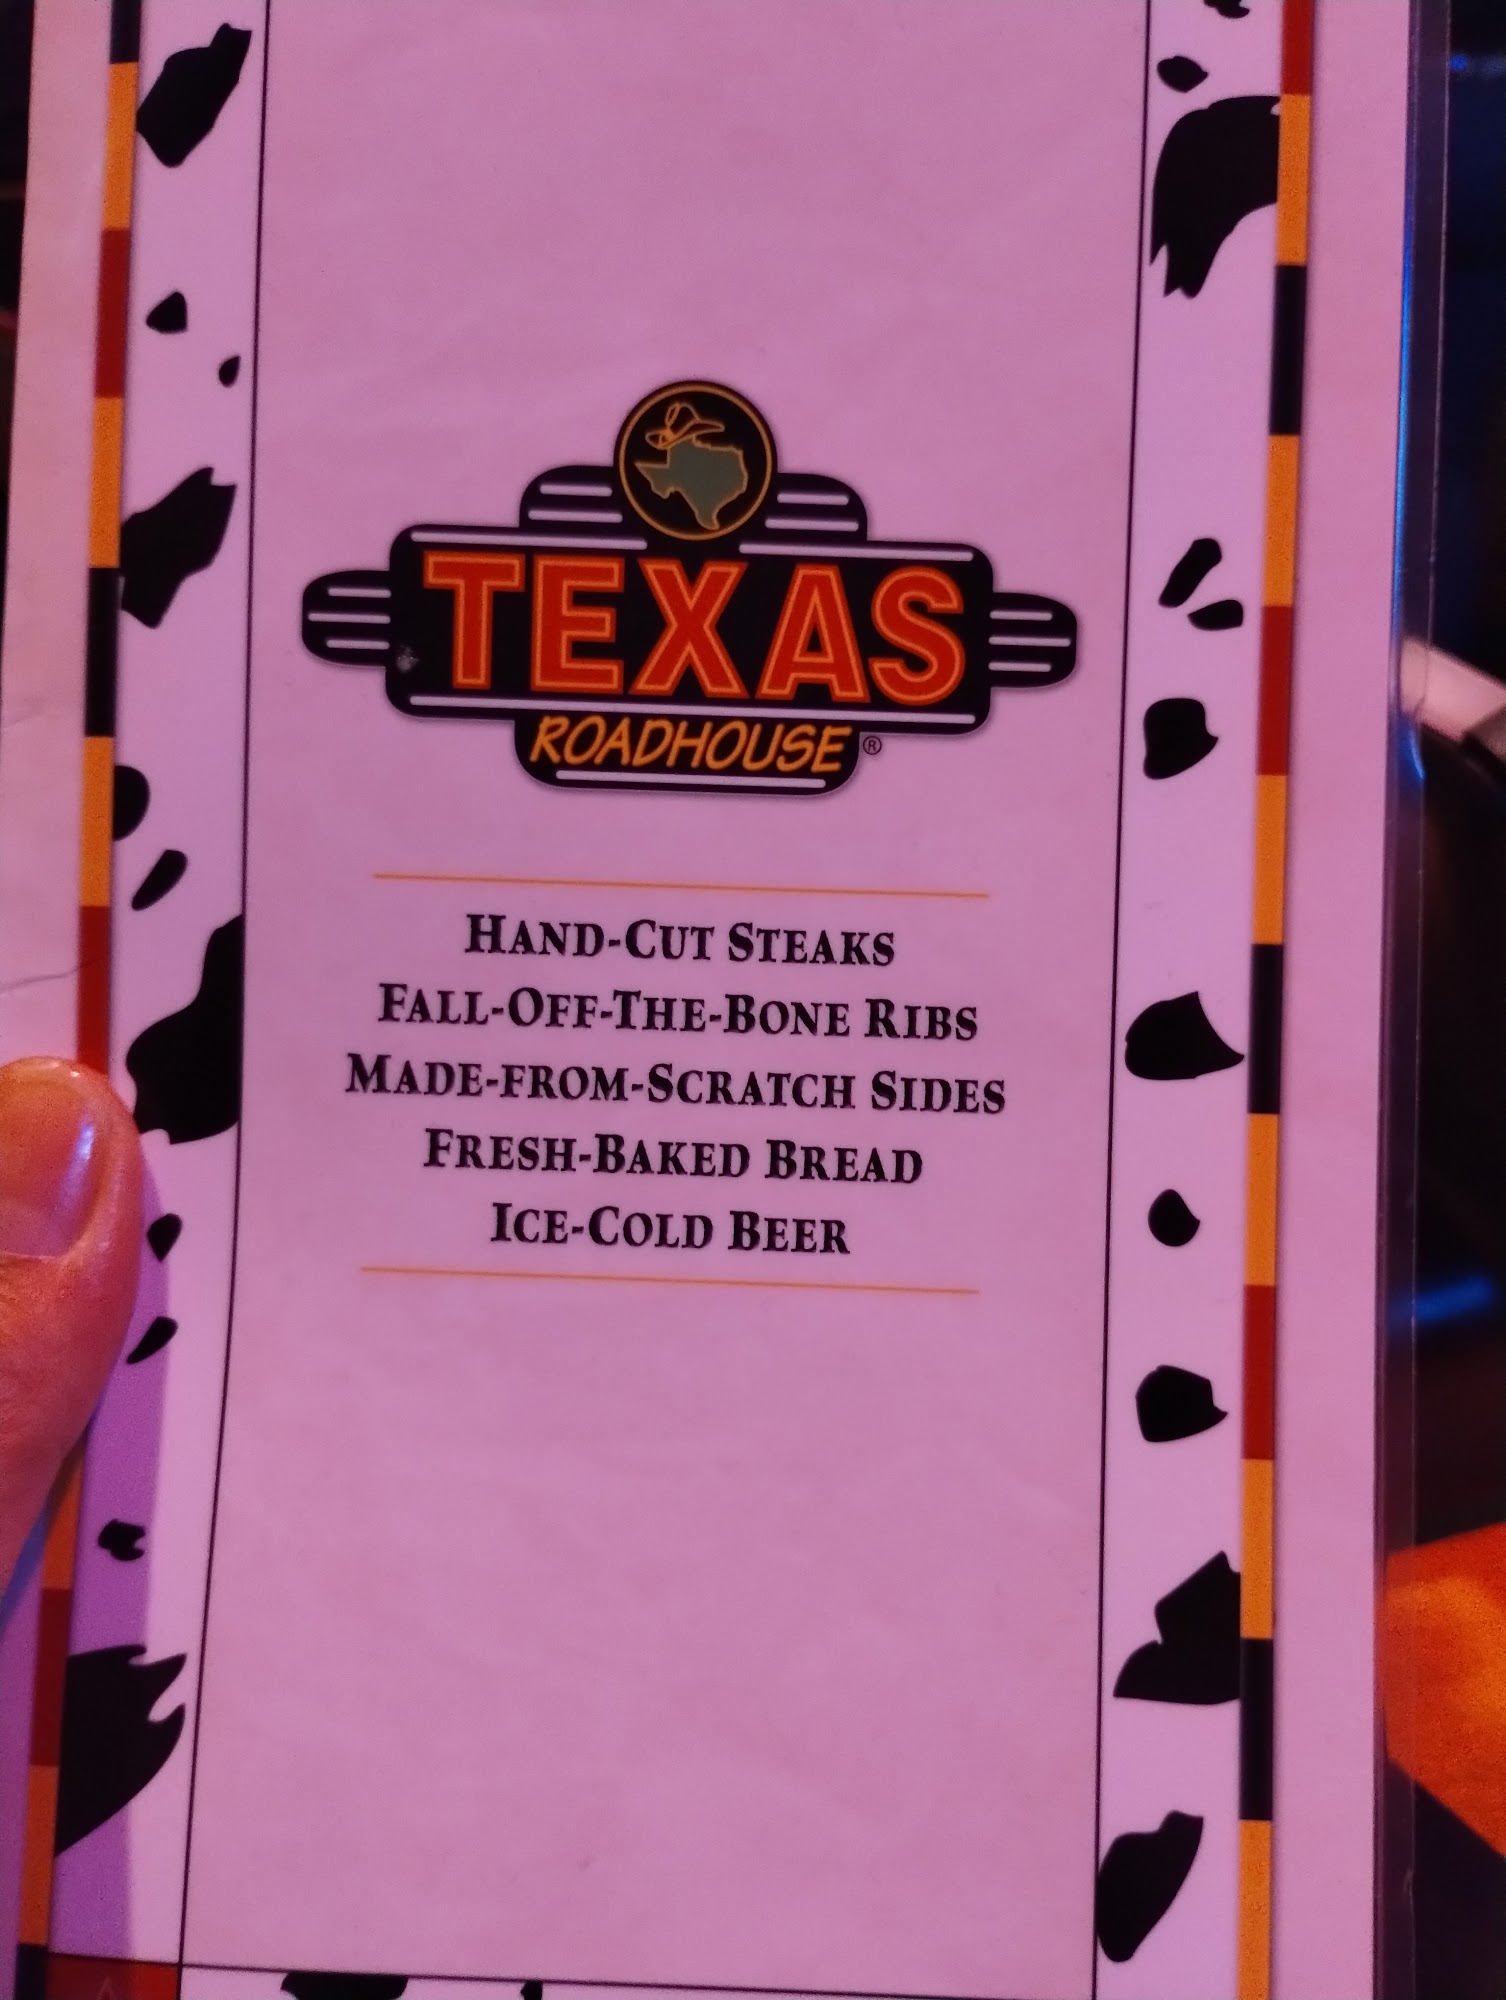 TEXAS
ROADHOUSE®
HAND-CUT STEAKS
FALL-OFF-THE-BONE RIBS
MADE-FROM-SCRATCH SIDES
FRESH-BAKED BREAD
ICE-COLD BEER